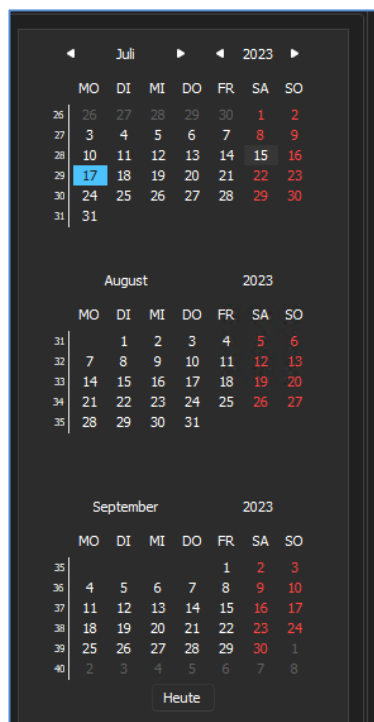 Juli 2023
MO DI MI DO FR SA SO
26 26 27 28 29 30 1 2
27 3 4 5 6 7 8 9
28 10 11 12 13 14 15 16
29 17 18 19 20 21 22 23
30 24 25 26 27 28 29 30
31 31
August 2023
MO DI MI DO FR SA SO
31 1 2 3 4 5 6
32 7 8 9 10 11 12 13
33 14 15 16 17 18 19 20
34 21 22 23 24 25 26 27
35 28 29 30 31
September 2023
MO DI MI DO FR SA SO
35 1 2 3
36 4 5 6 7 8 9 10
37 11 12 13 14 15 16 17
38 18 19 20 21 22 23 24
39 25 26 27 28 29 30 1
40 2 3 4 5 6 7 8
Heute